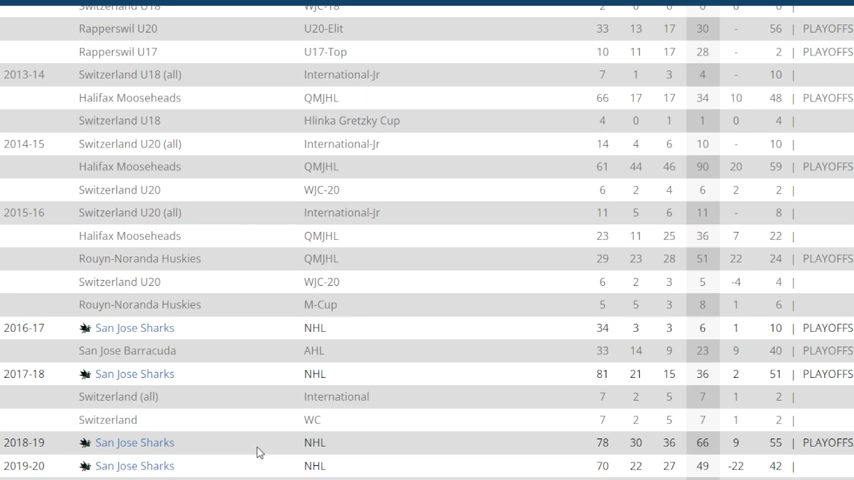 Switzerland U18 WJC-18 2 0 0 0 0 0 |
Rapperswil U20 U20-Elit 33 13 17 30 - 56 | PLAYOFFS
Rapperswil U17 U17-Top 10 11 17 28 - 2 | PLAYOFFS
2013-14 Switzerland U18 (all) International-Jr 7 1 3 4 - 10 |
Halifax Mooseheads QMJHL 66 17 17 34 10 48 | PLAYOFFS
Switzerland U18 Hlinka Gretzky Cup 4 0 1 1 0 4 |
2014-15 Switzerland U20 (all) International-Jr 14 4 6 10 - 10 |
Halifax Mooseheads QMJHL 61 44 46 90 20 59 | PLAYOFFS
Switzerland U20 WJC-20 6 2 4 6 2 2 |
2015-16 Switzerland U20 (all) International-Jr 11 5 6 11 - 8 |
Halifax Mooseheads QMJHL 23 11 25 36 7 22 |
Rouyn-Noranda Huskies QMJHL 29 23 28 51 22 24 | PLAYOFFS
Switzerland U20 WJC-20 6 2 3 5 -4 4 |
Rouyn-Noranda Huskies M-Cup 5 5 3 8 1 6 |
2016-17 San Jose Sharks NHL 34 3 3 6 1 10 | PLAYOFFS
San Jose Barracuda AHL 33 14 9 23 9 40 | PLAYOFFS
2017-18 San Jose Sharks NHL 81 21 15 36 2 51 | PLAYOFFS
Switzerland (all) International 7 2 5 7 1 2 |
Switzerland WC 7 2 5 7 1 2 |
2018-19 San Jose Sharks NHL 78 30 36 66 9 55 | PLAYOFFS
2019-20 San Jose Sharks NHL 70 22 27 49 -22 42 |